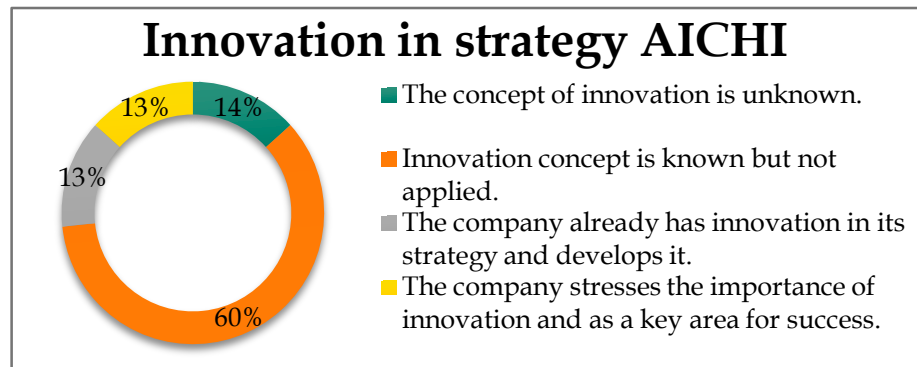 Innovation in strategy AICHI
13%
14%
13%
60%
The concept of innovation is unknown.
Innovation concept is known but not
applied.
The company already has innovation in its
strategy and develops it.
The company stresses the importance of
innovation and as a key area for success.